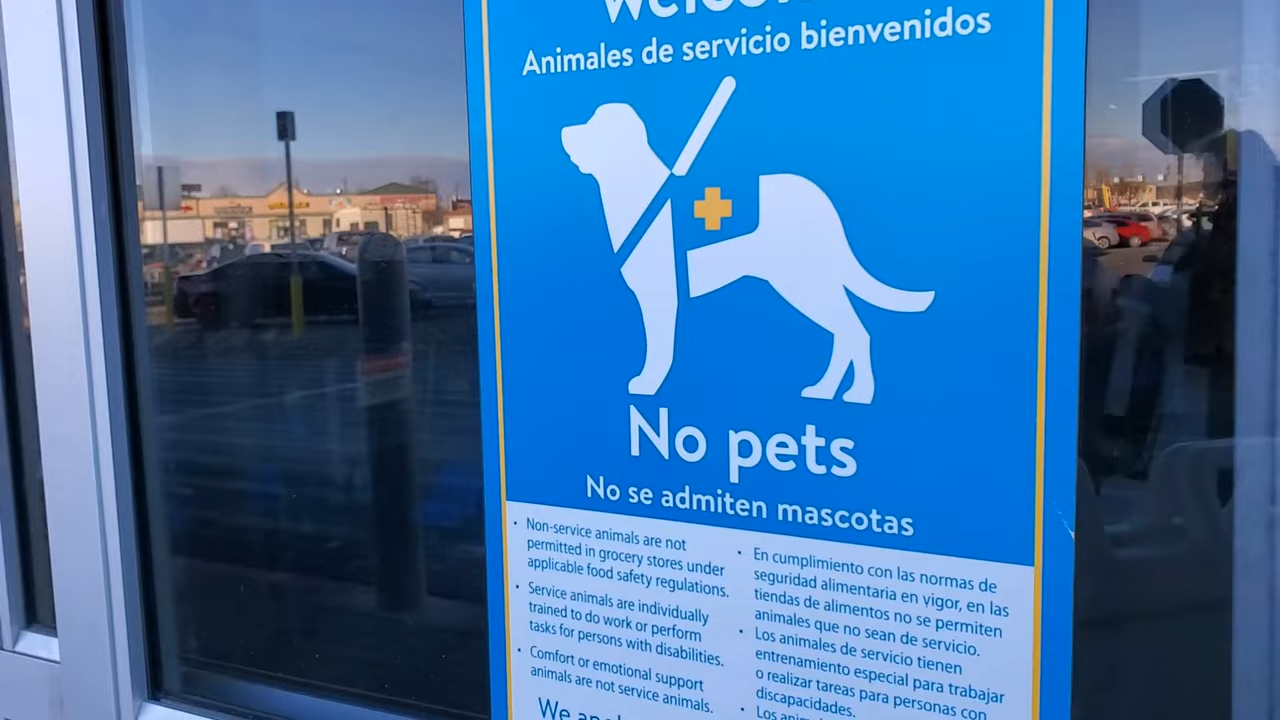 Animales de servicio bienvenidos
No pets
No se admiten mascotas
• Non-service animals are not
permitted in grocery stores under
applicable food safety regulations.
• Service animals are individually
trained to do work or perform
tasks for persons with disabilities.
• Comfort or emotional support
animals are not service animals.
We
• En cumplimiento con las normas de
seguridad alimentaria en vigor, en las
tiendas de alimentos no se permiten
animales que no sean de servicio.
• Los animales de servicio tienen
entrenamiento especial para trabajar
o realizar tareas para personas con
discapacidades.
• Los